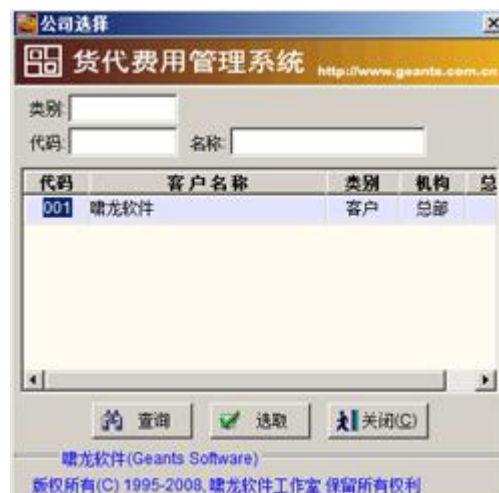 公司选择
货代费用管理系统 http://www.geants.com.cn
类别:
代码: 名称:
代码 客户名称 类别 机构 总
001 啸龙软件 客户 总部
查询 选取 关闭(C)
啸龙软件(Geants Software)
版权所有(C) 1995-2008, 啸龙软件工作室 保留所有权利